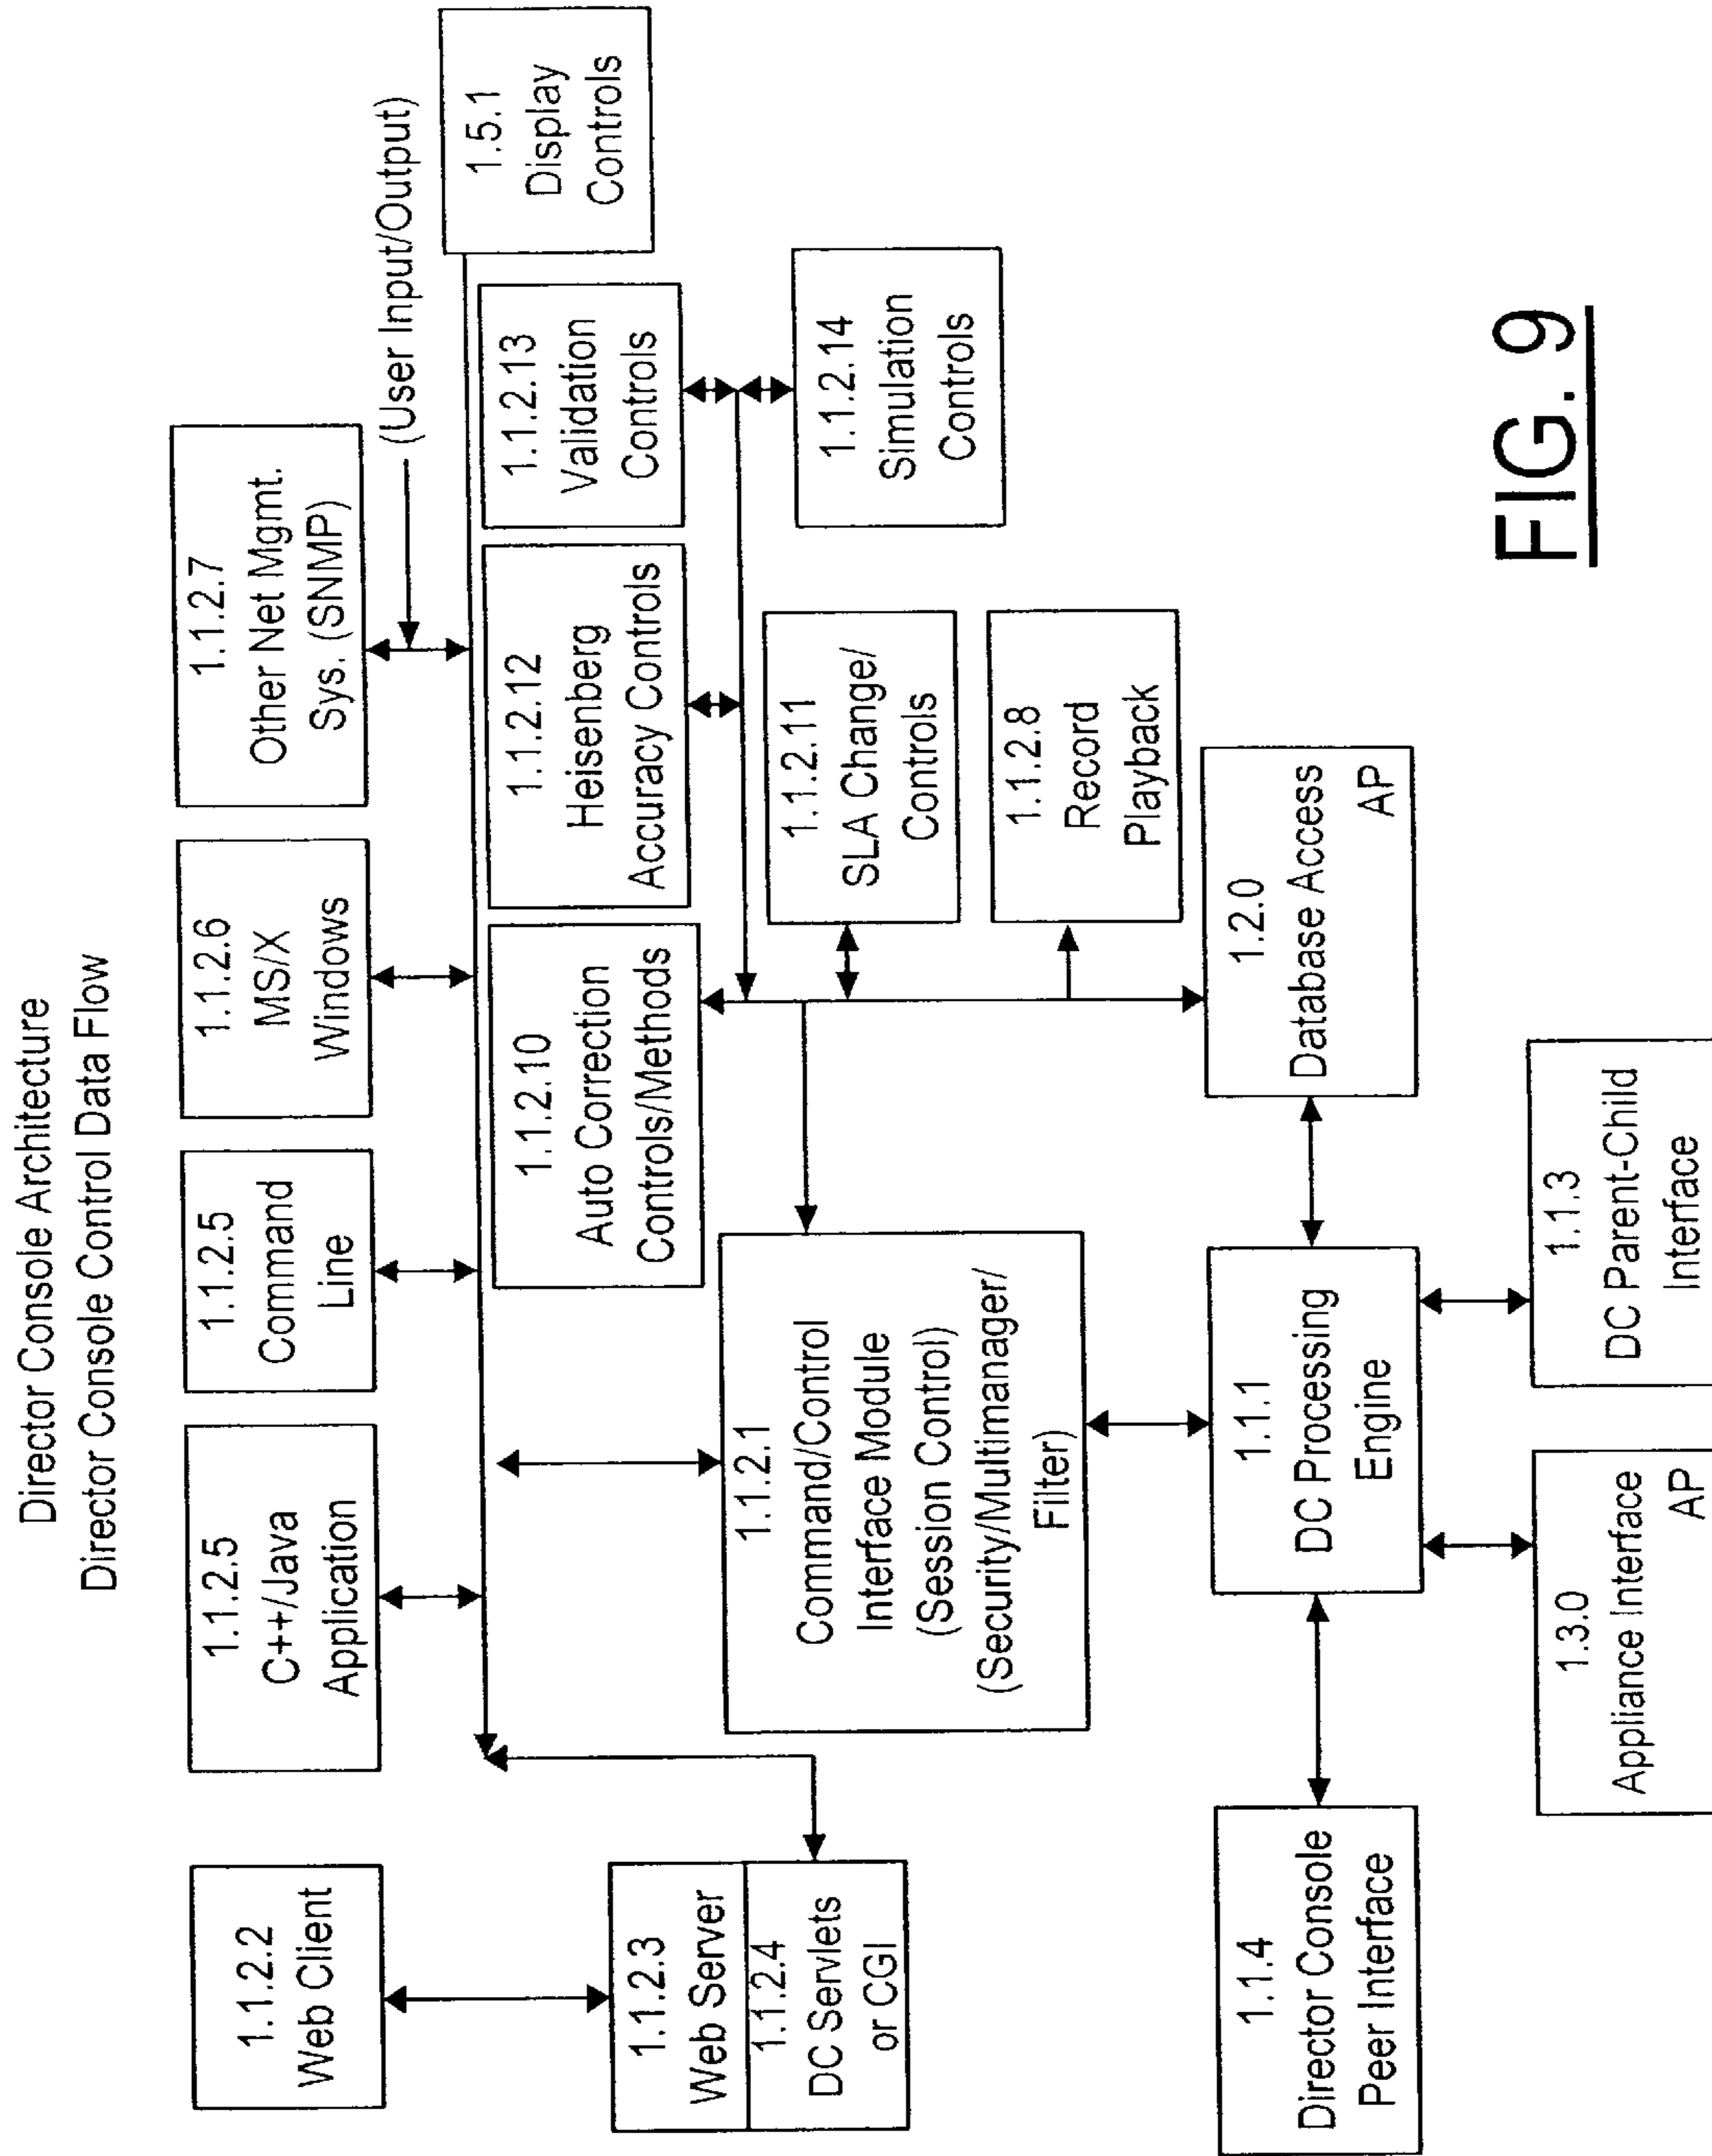 Director Console Architecture
Director Console Control Data Flow
1.1.2.2
Web Client
1.1.2.5
C++/Java
Application
1.1.2.5
Command
Line
1.1.2.6
MS/X
Windows
1.1.2.7
Other Net Mgmt.
Sys. (SNMP)
(User Input/Output)
1.5.1
Display
Controls
1.1.2.3
Web Server
1.1.2.4
DC Servlets
or CGI
1.1.2.10
Auto Correction
Controls/Methods
1.1.2.12
Heisenberg
Accuracy Controls
1.1.2.13
Validation
Controls
1.1.2.1
Command/Control
Interface Module
(Session Control)
(Security/Multimanager/
Filter)
1.1.2.11
SLA Change/
Controls
1.1.2.14
Simulation
Controls
1.1.2.8
Record
Playback
1.1.4
Director Console
Peer Interface
1.1.1
DC Processing
Engine
1.2.0
Database Access
AP
1.3.0
Appliance Interface
AP
1.1.3
DC Parent-Child
Interface
FIG. 9